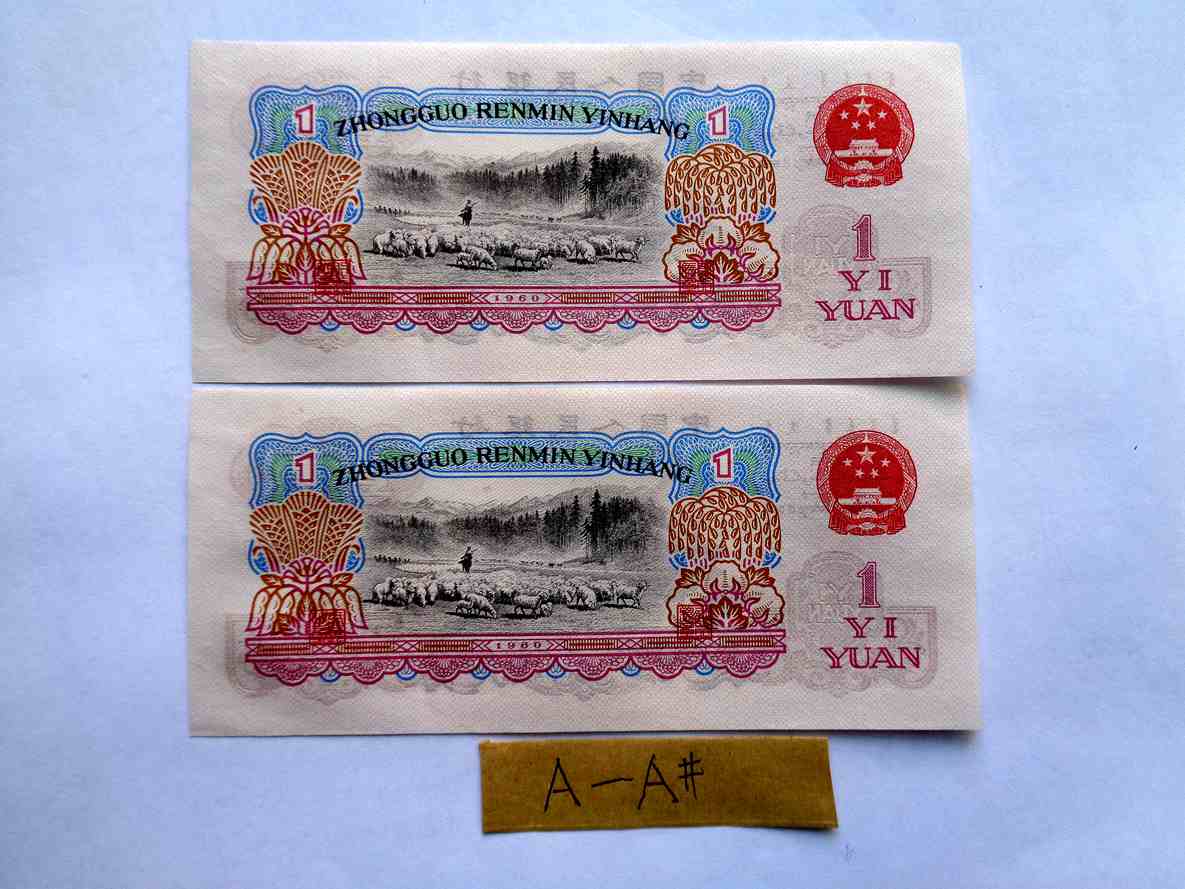 1 ZHONGGUO RENMIN YINHANG 1
1960
1
YI
YUAN
1 ZHONGGUO RENMIN YINHANG 1
1960
1
YI
YUAN
A-A#